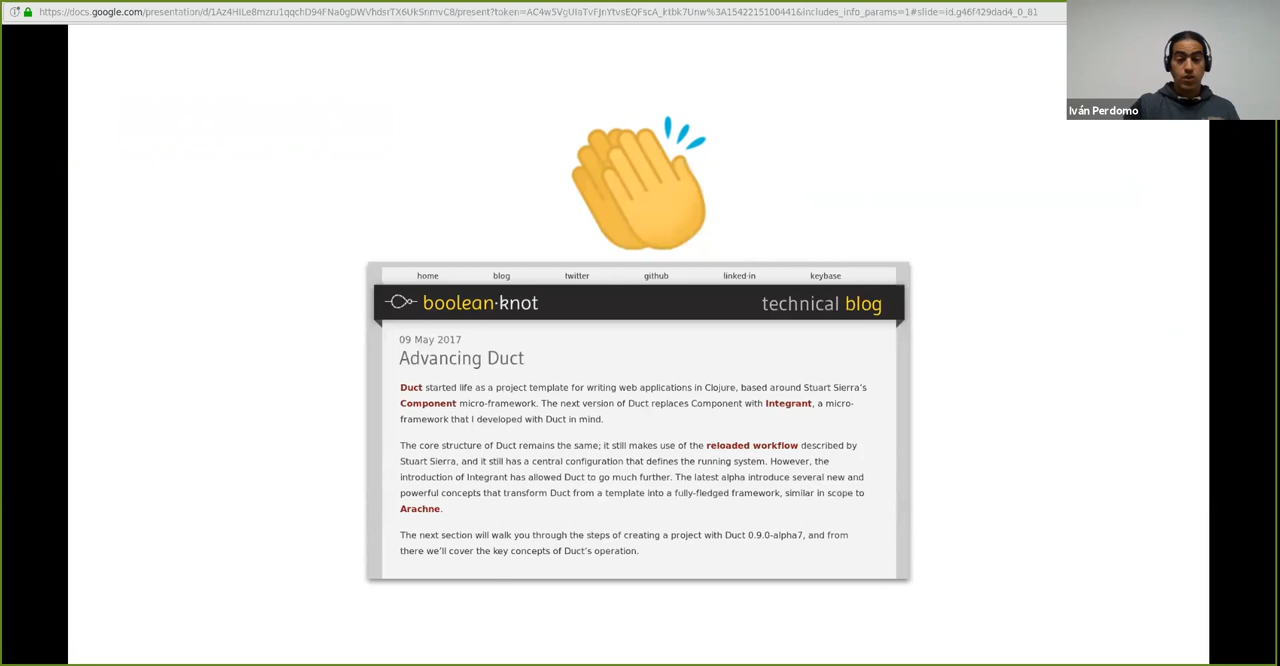 Iván Perdomo
home blog twitter github linked·in keybase
boolean·knot technical blog
09 May 2017
Advancing Duct
Duct started life as a project template for writing web applications in Clojure, based around Stuart Sierra's
Component micro-framework. The next version of Duct replaces Component with Integrant, a micro-
framework that I developed with Duct in mind.
The core structure of Duct remains the same; it still makes use of the reloaded workflow described by
Stuart Sierra, and it still has a central configuration that defines the running system. However, the
introduction of Integrant has allowed Duct to go much further. The latest alpha introduce several new and
powerful concepts that transform Duct from a template into a fully-fledged framework, similar in scope to
Arachne.
The next section will walk you through the steps of creating a project with Duct 0.9.0-alpha7, and from
there we'll cover the key concepts of Duct's operation.